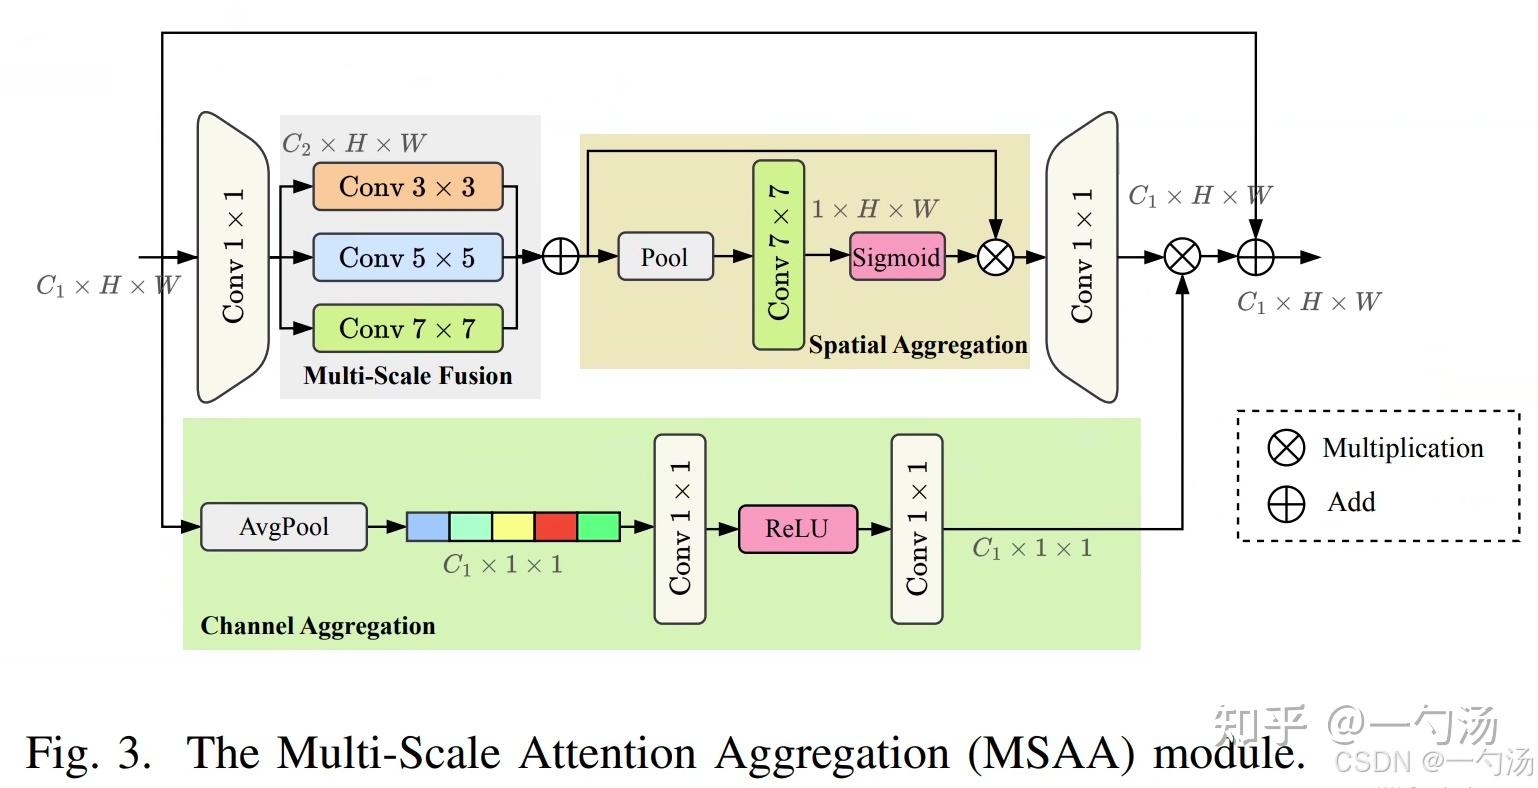 C₁ × H × W
Conv 1 × 1
C₂ × H × W
Conv 3 × 3
Conv 5 × 5
Conv 7 × 7
Multi-Scale Fusion
Pool
Conv 7 × 7
1 × H × W
Sigmoid
Spatial Aggregation
Conv 1 × 1
C₁ × H × W
C₁ × H × W
AvgPool
C₁ × 1 × 1
Conv 1 × 1
ReLU
Conv 1 × 1
C₁ × 1 × 1
Channel Aggregation
Multiplication
Add
Fig. 3. The Multi-Scale Attention Aggregation (MSAA) module.
知乎 @一勺汤
CSDN @一勺汤